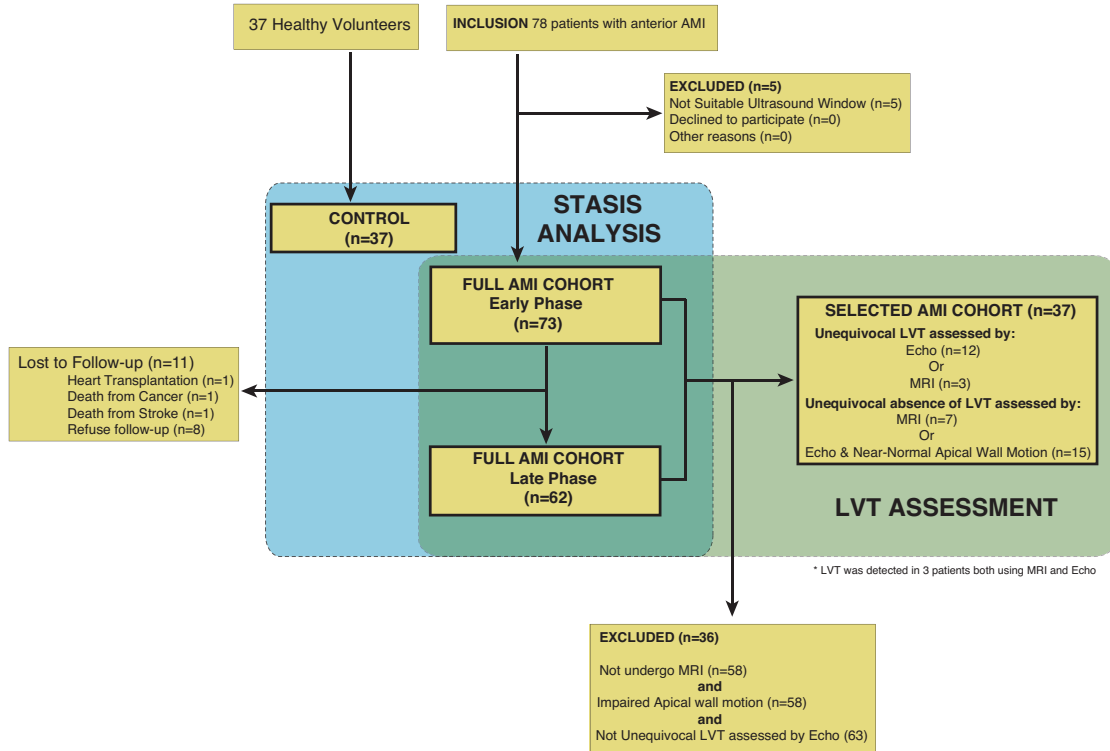 37 Healthy Volunteers
INCLUSION 78 patients with anterior AMI
EXCLUDED (n=5)
Not Suitable Ultrasound Window (n=5)
Declined to participate (n=0)
Other reasons (n=0)
STASIS
ANALYSIS
CONTROL
(n=37)
FULL AMI COHORT
Early Phase
(n=73)
SELECTED AMI COHORT (n=37)
Unequivocal LVT assessed by:
Echo (n=12)
Or
MRI (n=3)
Unequivocal absence of LVT assessed by:
MRI (n=7)
Or
Echo & Near-Normal Apical Wall Motion (n=15)
Lost to Follow-up (n=11)
Heart Transplantation (n=1)
Death from Cancer (n=1)
Death from Stroke (n=1)
Refuse follow-up (n=8)
FULL AMI COHORT
Late Phase
(n=62)
LVT ASSESSMENT
* LVT was detected in 3 patients both using MRI and Echo
EXCLUDED (n=36)
Not undergo MRI (n=58)
and
Impaired Apical wall motion (n=58)
and
Not Unequivocal LVT assessed by Echo (63)